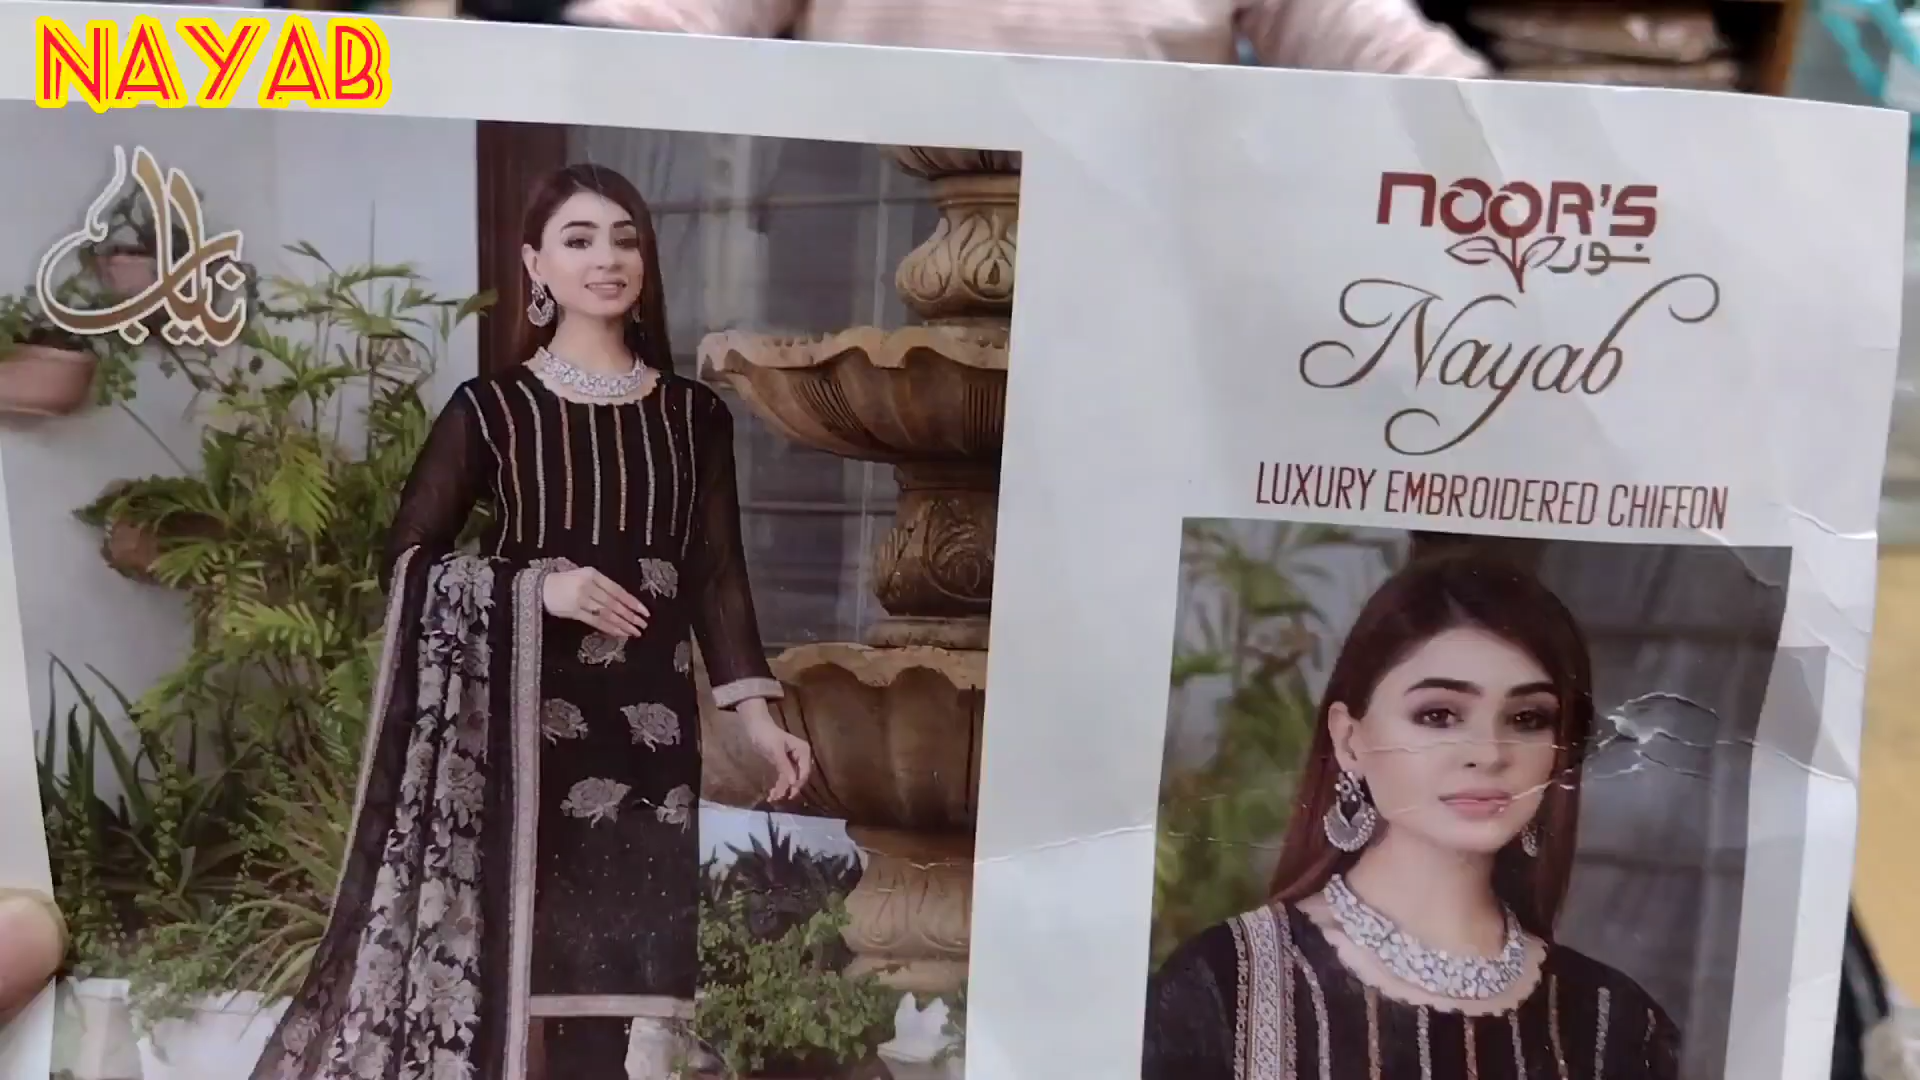 NAYAB
نایاب
NOOR'S
نور
Nayab
LUXURY EMBROIDERED CHIFFON